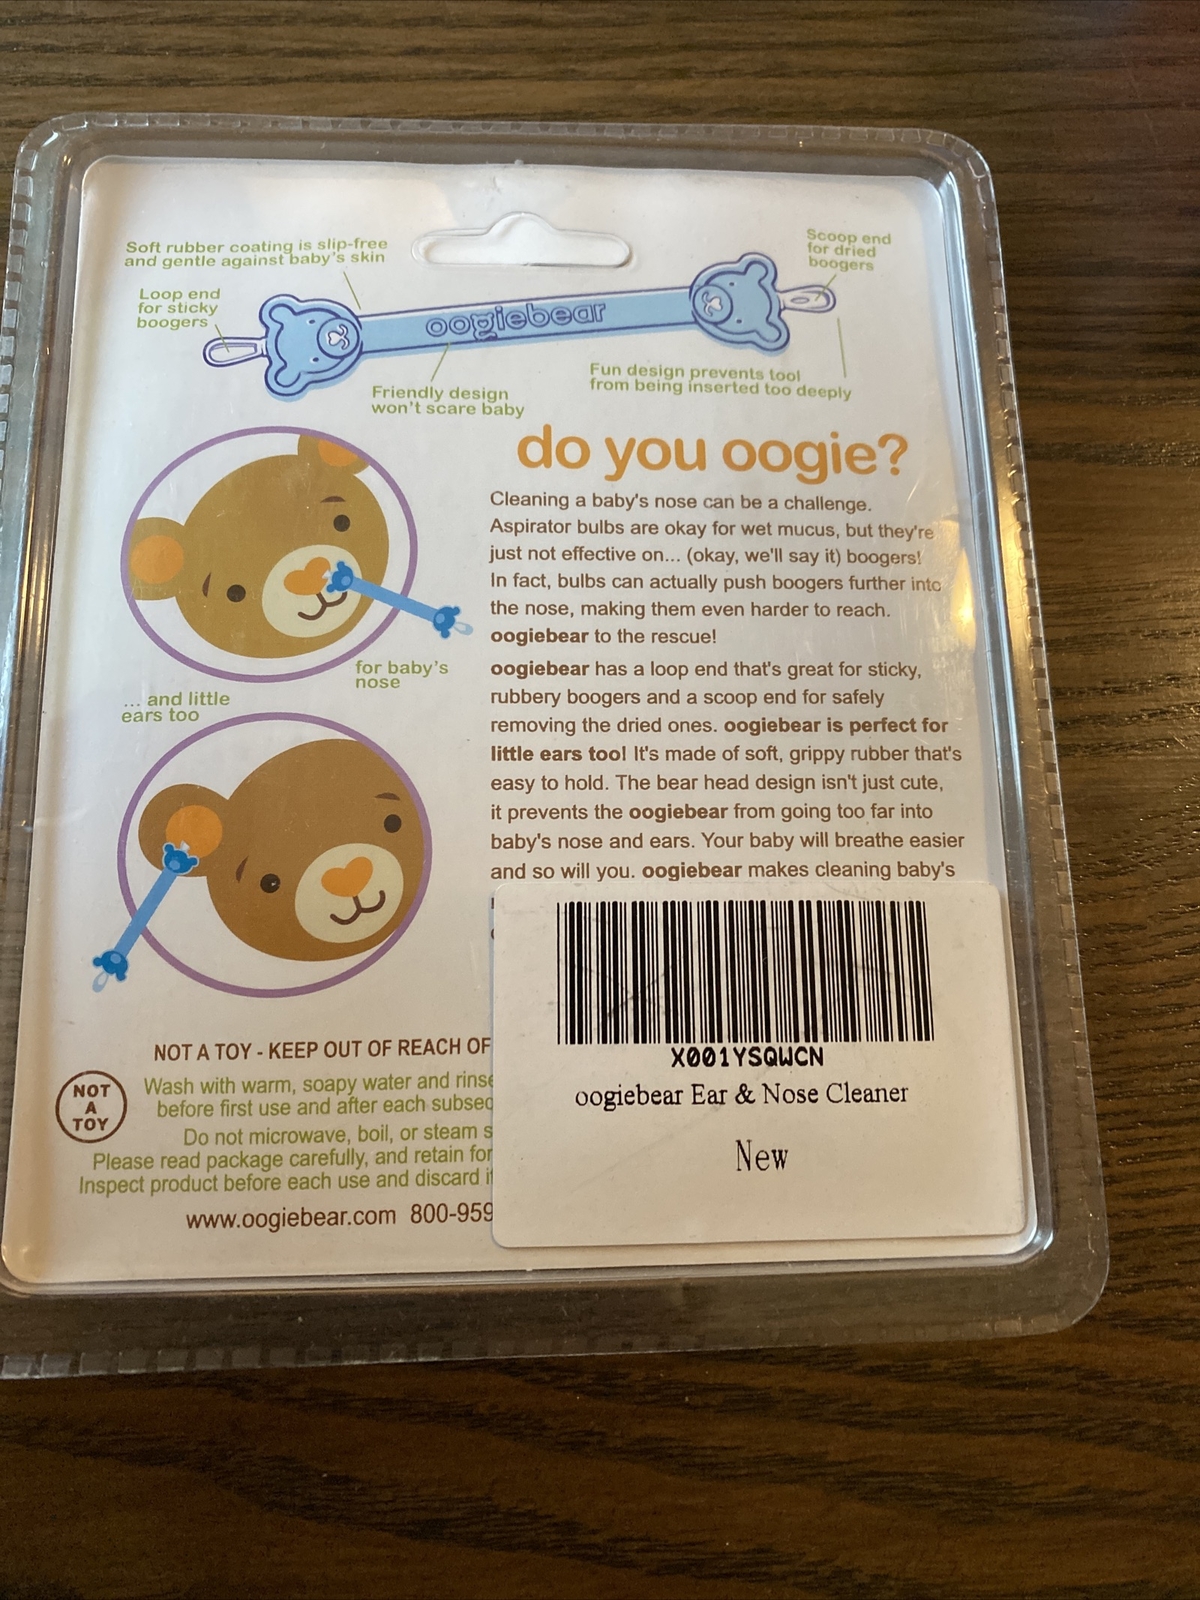 Soft rubber coating is slip-free
and gentle against baby's skin
Loop end
for sticky
boogers
oogiebear
Scoop end
for dried
boogers
Friendly design
won't scare baby
Fun design prevents tool
from being inserted too deeply
do you oogie?
Cleaning a baby's nose can be a challenge.
Aspirator bulbs are okay for wet mucus, but they're
just not effective on... (okay, we'll say it) boogers!
In fact, bulbs can actually push boogers further into
the nose, making them even harder to reach.
oogiebear to the rescue!
oogiebear has a loop end that's great for sticky,
rubbery boogers and a scoop end for safely
removing the dried ones. oogiebear is perfect for
little ears too! It's made of soft, grippy rubber that's
easy to hold. The bear head design isn't just cute,
it prevents the oogiebear from going too far into
baby's nose and ears. Your baby will breathe easier
and so will you. oogiebear makes cleaning baby's
for baby's
nose
... and little
ears too
NOT A TOY - KEEP OUT OF REACH OF
NOT
A
TOY
Wash with warm, soapy water and rinse
before first use and after each
Do not microwave, boil, or steam
Please read package carefully, and retain for
Inspect product before each use and discard
www.oogiebear.com 800-959
X001YSQWCN
oogiebear Ear & Nose Cleaner
New